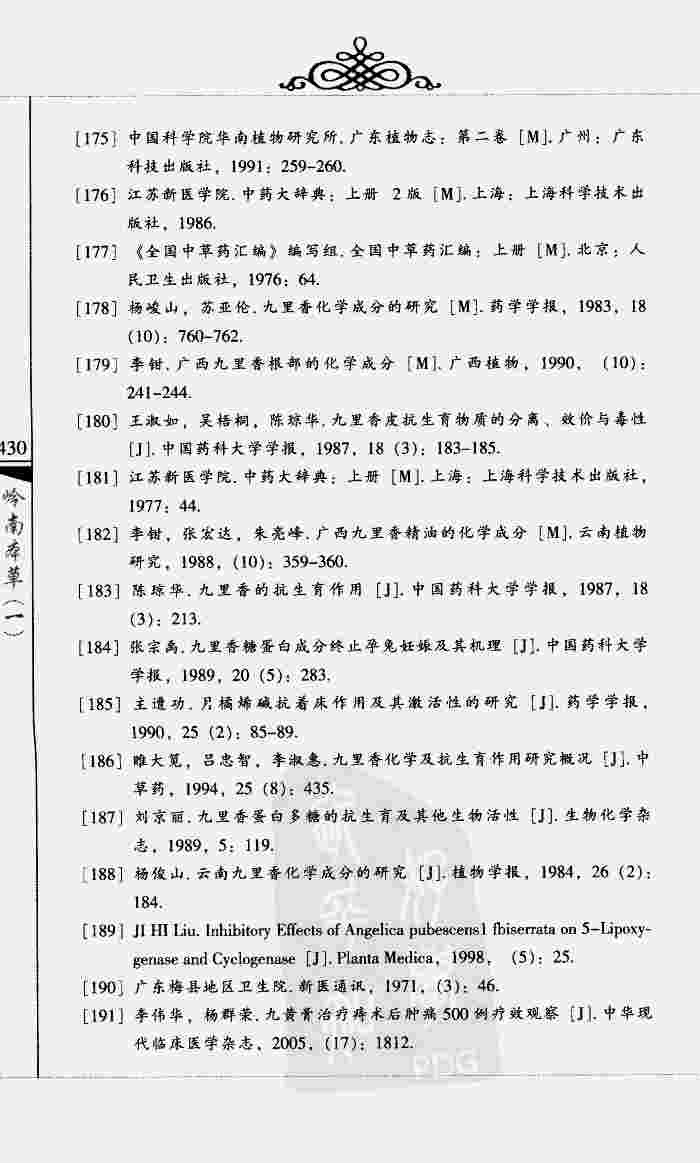 [175] 中国科学院华南植物研究所.广东植物志:第二卷 [M].广州:广东
科技出版社,1991:259-260.
[176] 江苏新医学院.中药大辞典:上册 2版 [M].上海:上海科学技术出
版社,1986.
[177] 《全国中草药汇编》编写组.全国中草药汇编:上册 [M].北京:人
民卫生出版社,1976:64.
[178] 杨峻山,苏亚伦.九里香化学成分的研究 [M].药学学报,1983,18
(10):760-762.
[179] 李钳.广西九里香根部的化学成分 [M].广西植物,1990, (10):
241-244.
[180] 王淑如,吴梧桐,陈琼华.九里香皮抗生育物质的分离、效价与毒性
[J].中国药科大学学报,1987,18 (3):183-185.
430
[181] 江苏新医学院.中药大辞典:上册 [M].上海:上海科学技术出版社,
1977:44.
岭南本草(一)
[182] 李钳,张宏达,朱亮峰.广西九里香精油的化学成分 [M].云南植物
研究,1988,(10):359-360.
[183] 陈琼华.九里香的抗生育作用 [J].中国药科大学学报,1987,18
(3):213.
[184] 张宗禹.九里香糖蛋白成分终止孕兔妊娠及其机理 [J].中国药科大学
学报,1989,20 (5):283.
[185] 主遗功.月橘烯碱抗着床作用及其激活性的研究 [J].药学学报,
1990,25 (2):85-89.
[186] 睢大筧,吕忠智,李淑惠.九里香化学及抗生育作用研究概况 [J].中
草药,1994,25 (8):435.
[187] 刘京丽.九里香蛋白多糖的抗生育及其他生物活性 [J].生物化学杂
志,1989,5:119.
[188] 杨俊山.云南九里香化学成分的研究 [J].植物学报,1984,26 (2):
184.
[189] JI HI Liu. Inhibitory Effects of Angelica pubescens1 fbiserrata on 5-Lipoxy-
genase and Cyclogenase [J]. Planta Medica,1998, (5):25.
[190] 广东梅县地区卫生院.新医通讯,1971,(3):46.
[191] 李伟华,杨群荣.九黄膏治疗痔术后肿痛500例疗效观察 [J].中华现
代临床医学杂志,2005,(17):1812.
PDG